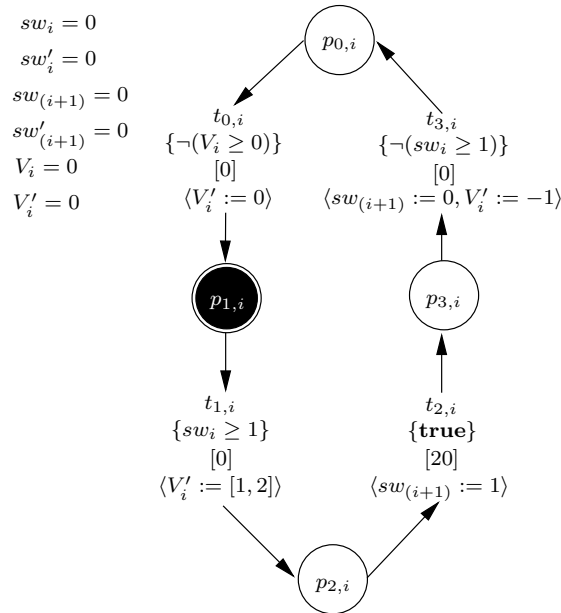 sw_i = 0
sw'_i = 0
sw_(i+1) = 0
sw'_(i+1) = 0
V_i = 0
V'_i = 0
p_{0,i}
t_{0,i}
{¬(V_i ≥ 0)}
[0]
⟨V'_i := 0⟩
t_{3,i}
{¬(sw_i ≥ 1)}
[0]
⟨sw_(i+1) := 0, V'_i := −1⟩
p_{1,i}
p_{3,i}
t_{1,i}
{sw_i ≥ 1}
[0]
⟨V'_i := [1, 2]⟩
t_{2,i}
{true}
[20]
⟨sw_(i+1) := 1⟩
p_{2,i}